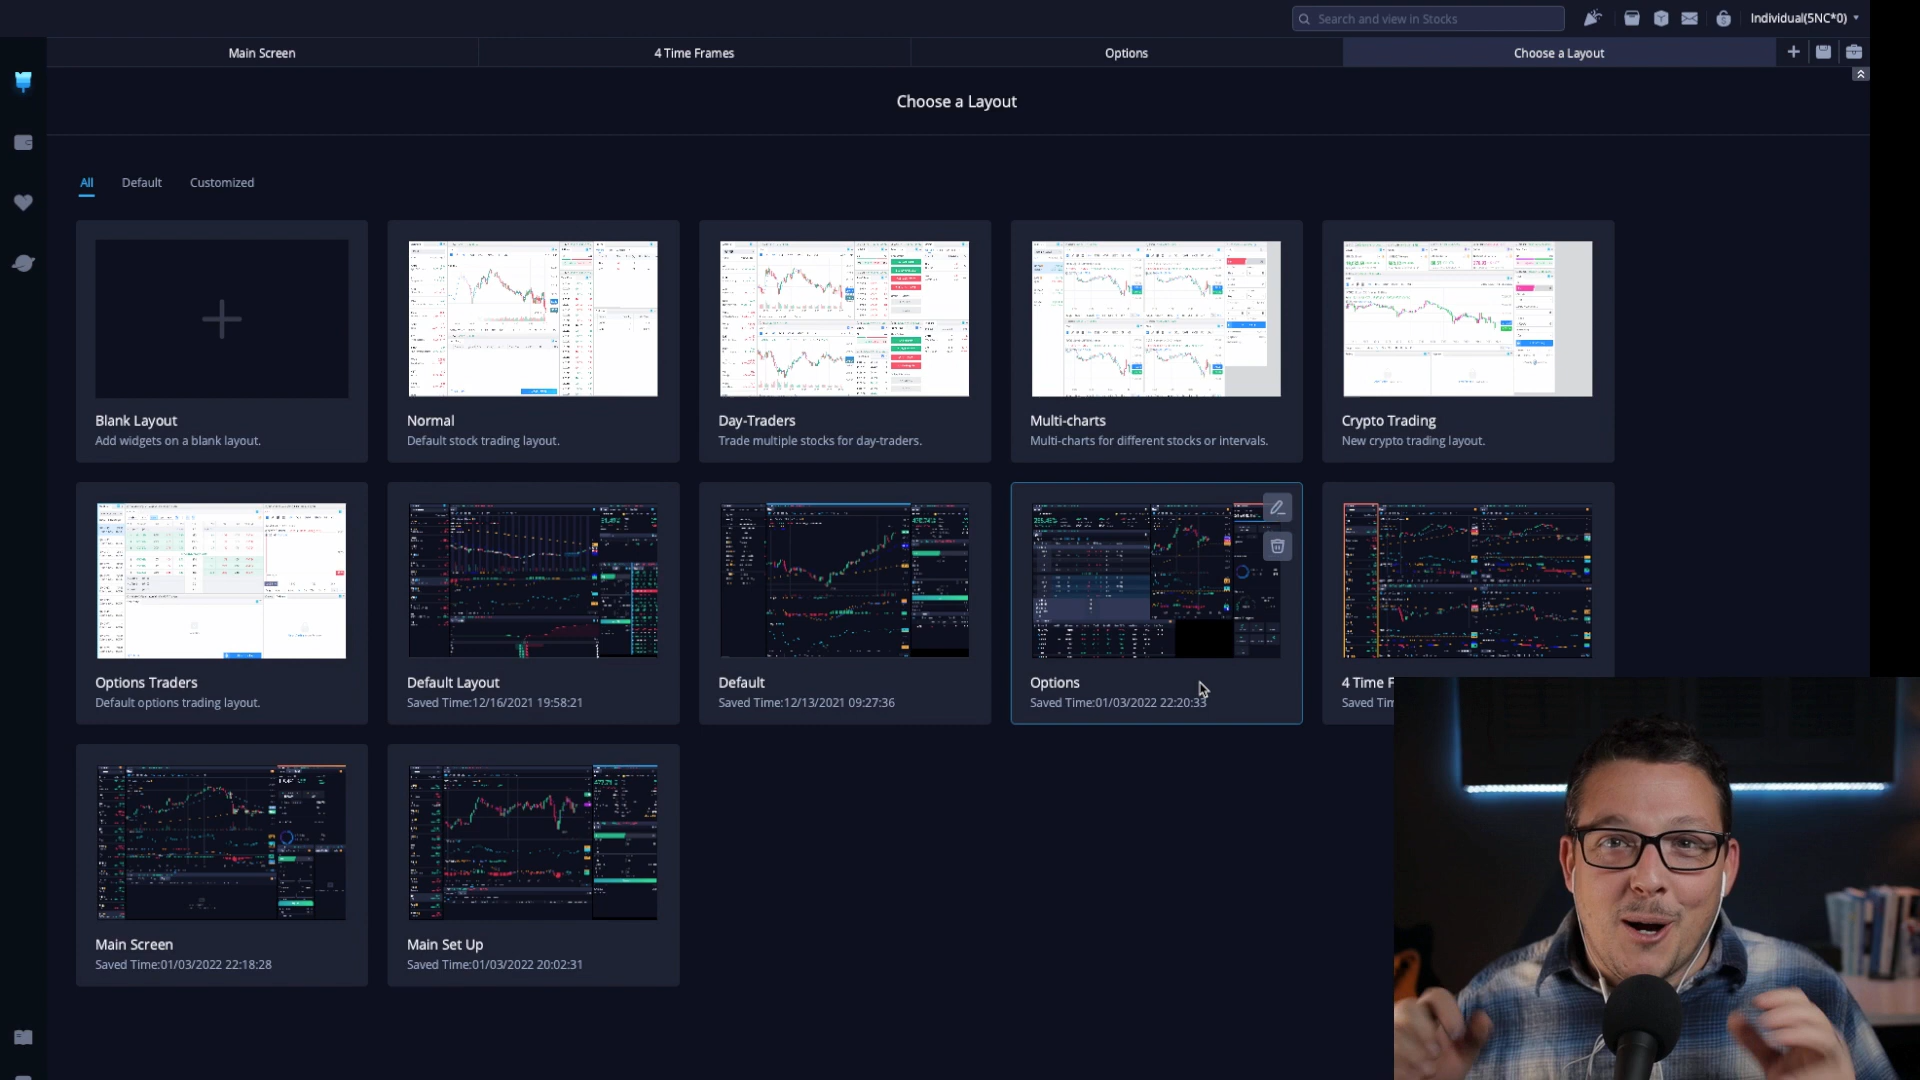 Search and view in Stocks
Individual(5NC*0)
Main Screen
4 Time Frames
Options
Choose a Layout
Choose a Layout
All
Default
Customized
Blank Layout
Add widgets on a blank layout.
Normal
Default stock trading layout.
Day-Traders
Trade multiple stocks for day-traders.
Multi-charts
Multi-charts for different stocks or intervals.
Crypto Trading
New crypto trading layout.
Options Traders
Default options trading layout.
Default Layout
Saved Time:12/16/2021 19:58:21
Default
Saved Time:12/13/2021 09:27:36
Options
Saved Time:01/03/2022 22:20:33
4 Time F
Saved Tim
Main Screen
Saved Time:01/03/2022 22:18:28
Main Set Up
Saved Time:01/03/2022 20:02:31